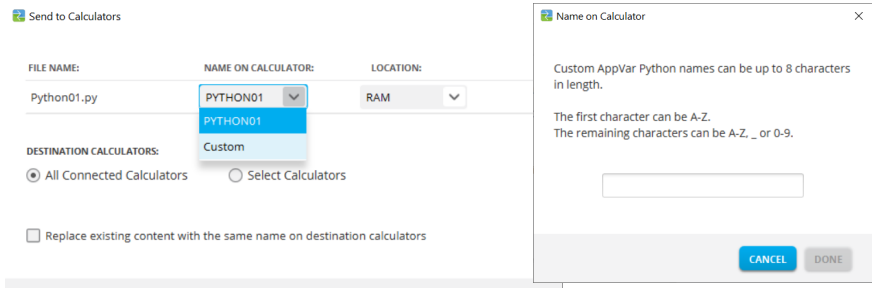 Send to Calculators
FILE NAME: NAME ON CALCULATOR: LOCATION:
Python01.py PYTHON01 RAM
PYTHON01
Custom
DESTINATION CALCULATORS:
All Connected Calculators Select Calculators
Replace existing content with the same name on destination calculators
Name on Calculator
Custom AppVar Python names can be up to 8 characters
in length.
The first character can be A-Z.
The remaining characters can be A-Z, _ or 0-9.
CANCEL DONE